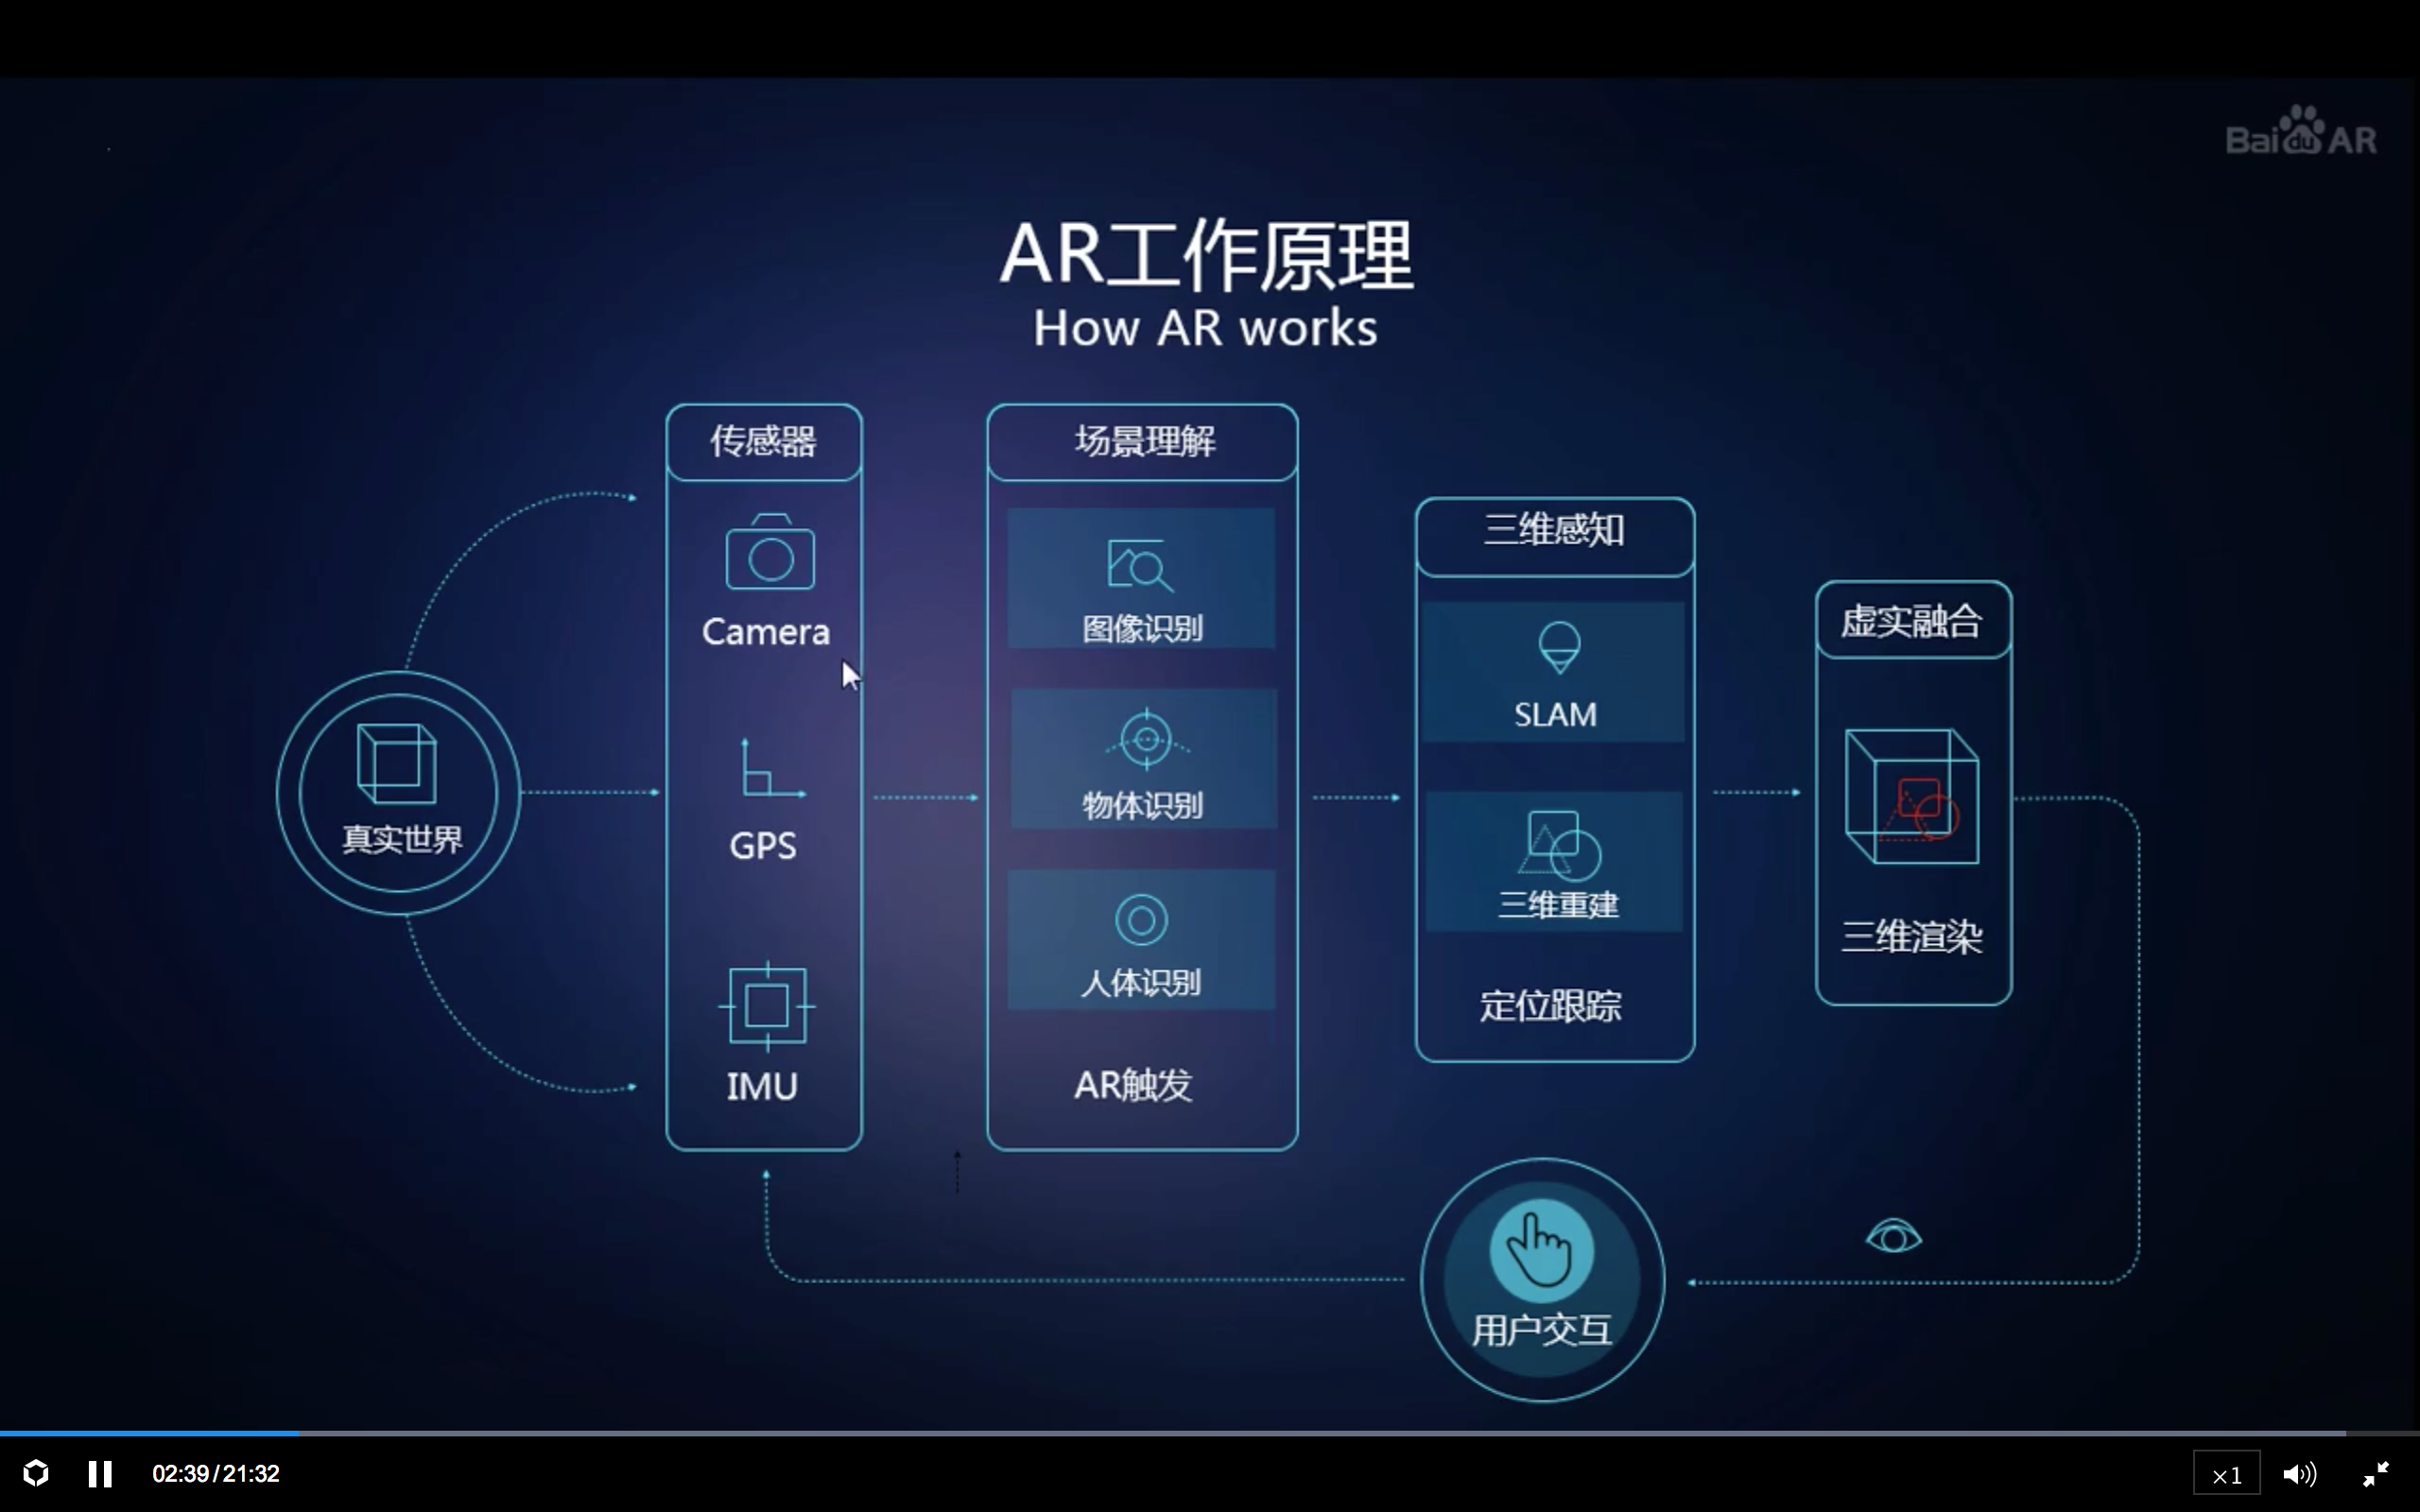 Bai du AR
AR工作原理
How AR works
传感器
Camera
GPS
IMU
场景理解
图像识别
物体识别
人体识别
AR触发
三维感知
SLAM
三维重建
定位跟踪
虚实融合
三维渲染
真实世界
用户交互
02:39/21:32
×1